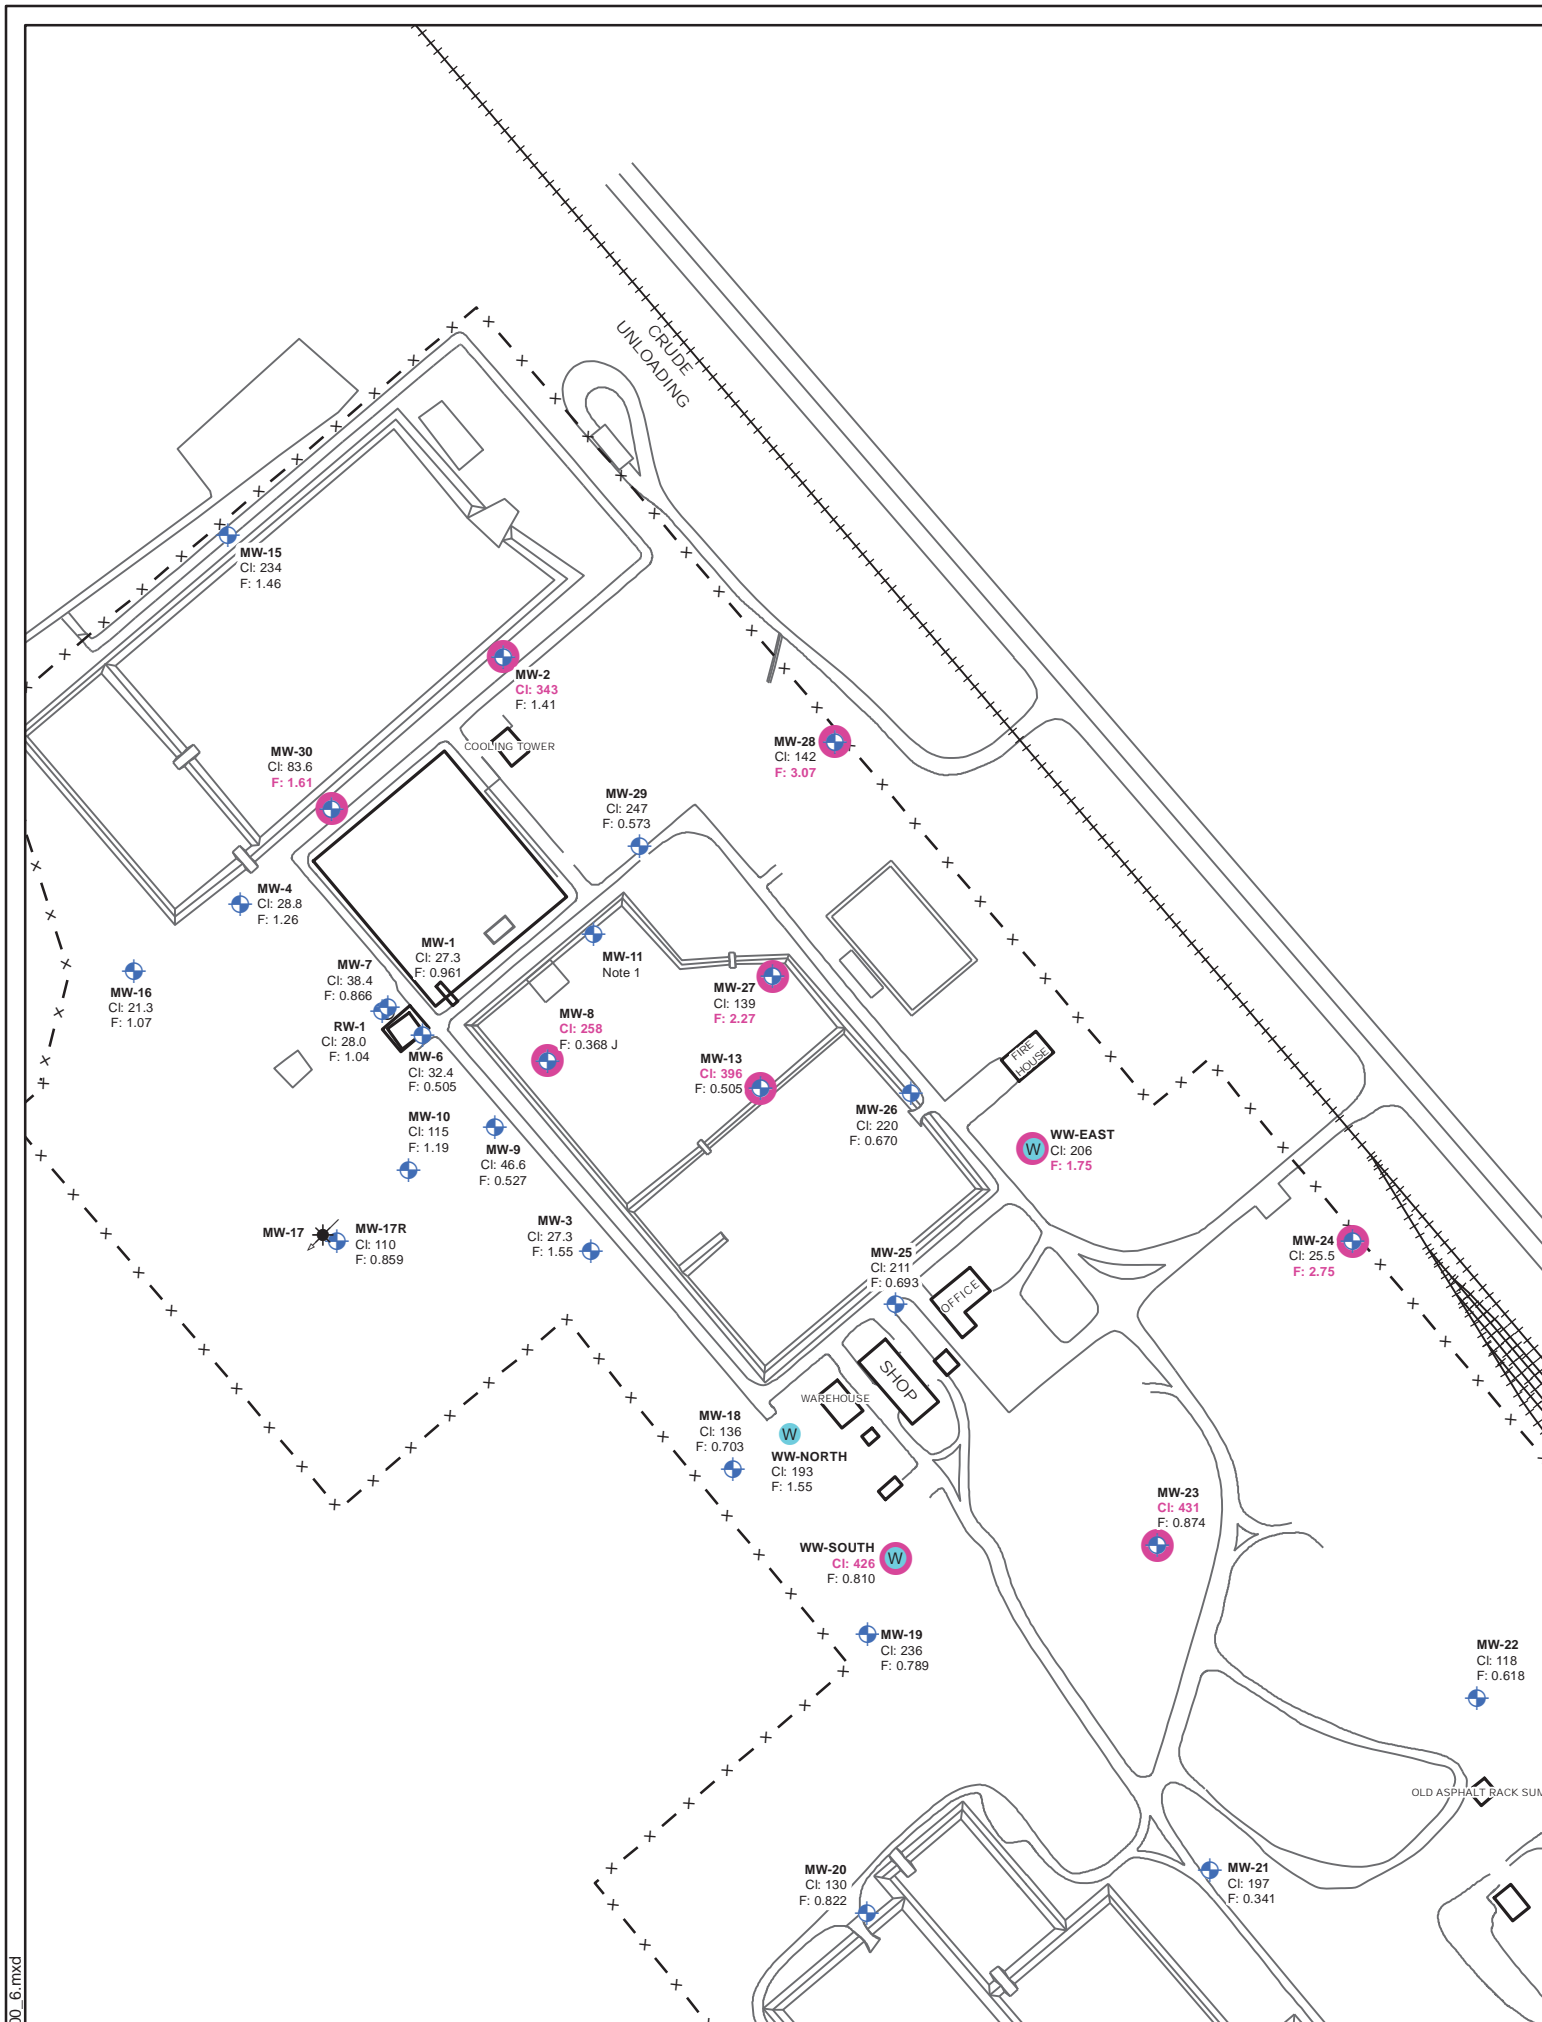 CRUDE
UNLOADING
MW-15
Cl: 234
F: 1.46
MW-2
Cl: 343
F: 1.41
COOLING TOWER
MW-30
Cl: 83.6
F: 1.61
MW-28
Cl: 142
F: 3.07
MW-29
Cl: 247
F: 0.573
MW-4
Cl: 28.8
F: 1.26
MW-1
Cl: 27.3
F: 0.961
MW-11
Note 1
MW-7
Cl: 38.4
F: 0.866
MW-16
Cl: 21.3
F: 1.07
MW-27
Cl: 139
F: 2.27
MW-8
Cl: 258
F: 0.368 J
RW-1
Cl: 28.0
F: 1.04
MW-6
Cl: 32.4
F: 0.505
MW-13
Cl: 396
F: 0.505
FIRE
HOUSE
MW-10
Cl: 115
F: 1.19
MW-26
Cl: 220
F: 0.670
W
WW-EAST
Cl: 206
F: 1.75
MW-9
Cl: 46.6
F: 0.527
MW-17
MW-17R
Cl: 110
F: 0.859
MW-3
Cl: 27.3
F: 1.55
MW-25
Cl: 211
F: 0.693
MW-24
Cl: 25.5
F: 2.75
OFFICE
SHOP
WAREHOUSE
MW-18
Cl: 136
F: 0.703
W
WW-NORTH
Cl: 193
F: 1.55
MW-23
Cl: 431
F: 0.874
WW-SOUTH
Cl: 426
F: 0.810
W
MW-19
Cl: 236
F: 0.789
MW-22
Cl: 118
F: 0.618
OLD ASPHALT RACK SUM
MW-20
Cl: 130
F: 0.822
MW-21
Cl: 197
F: 0.341
00_6.mxd